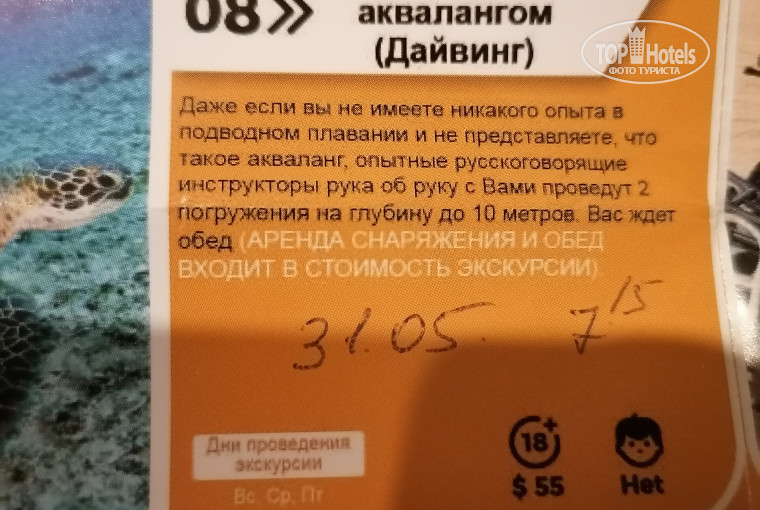 08»
аквалангом
(Дайвинг)
TOP Hotels
ФОТО ТУРИСТА
Даже если вы не имеете никакого опыта в
подводном плавании и не представляете, что
такое акваланг, опытные русскоговорящие
инструкторы рука об руку с Вами проведут 2
погружения на глубину до 10 метров. Вас ждет
обед (АРЕНДА СНАРЯЖЕНИЯ И ОБЕД
ВХОДИТ В СТОИМОСТЬ ЭКСКУРСИИ).
31.05. 7 15
Дни проведения
экскурсии
Вс, Ср, Пт
18+
$ 55
Нет